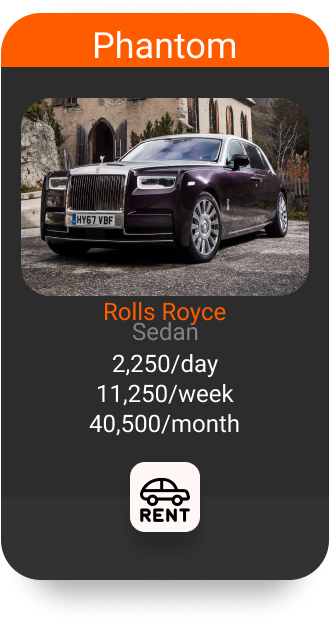 Phantom
HY67 VBF
Rolls Royce
Sedan
2,250/day
11,250/week
40,500/month
RENT